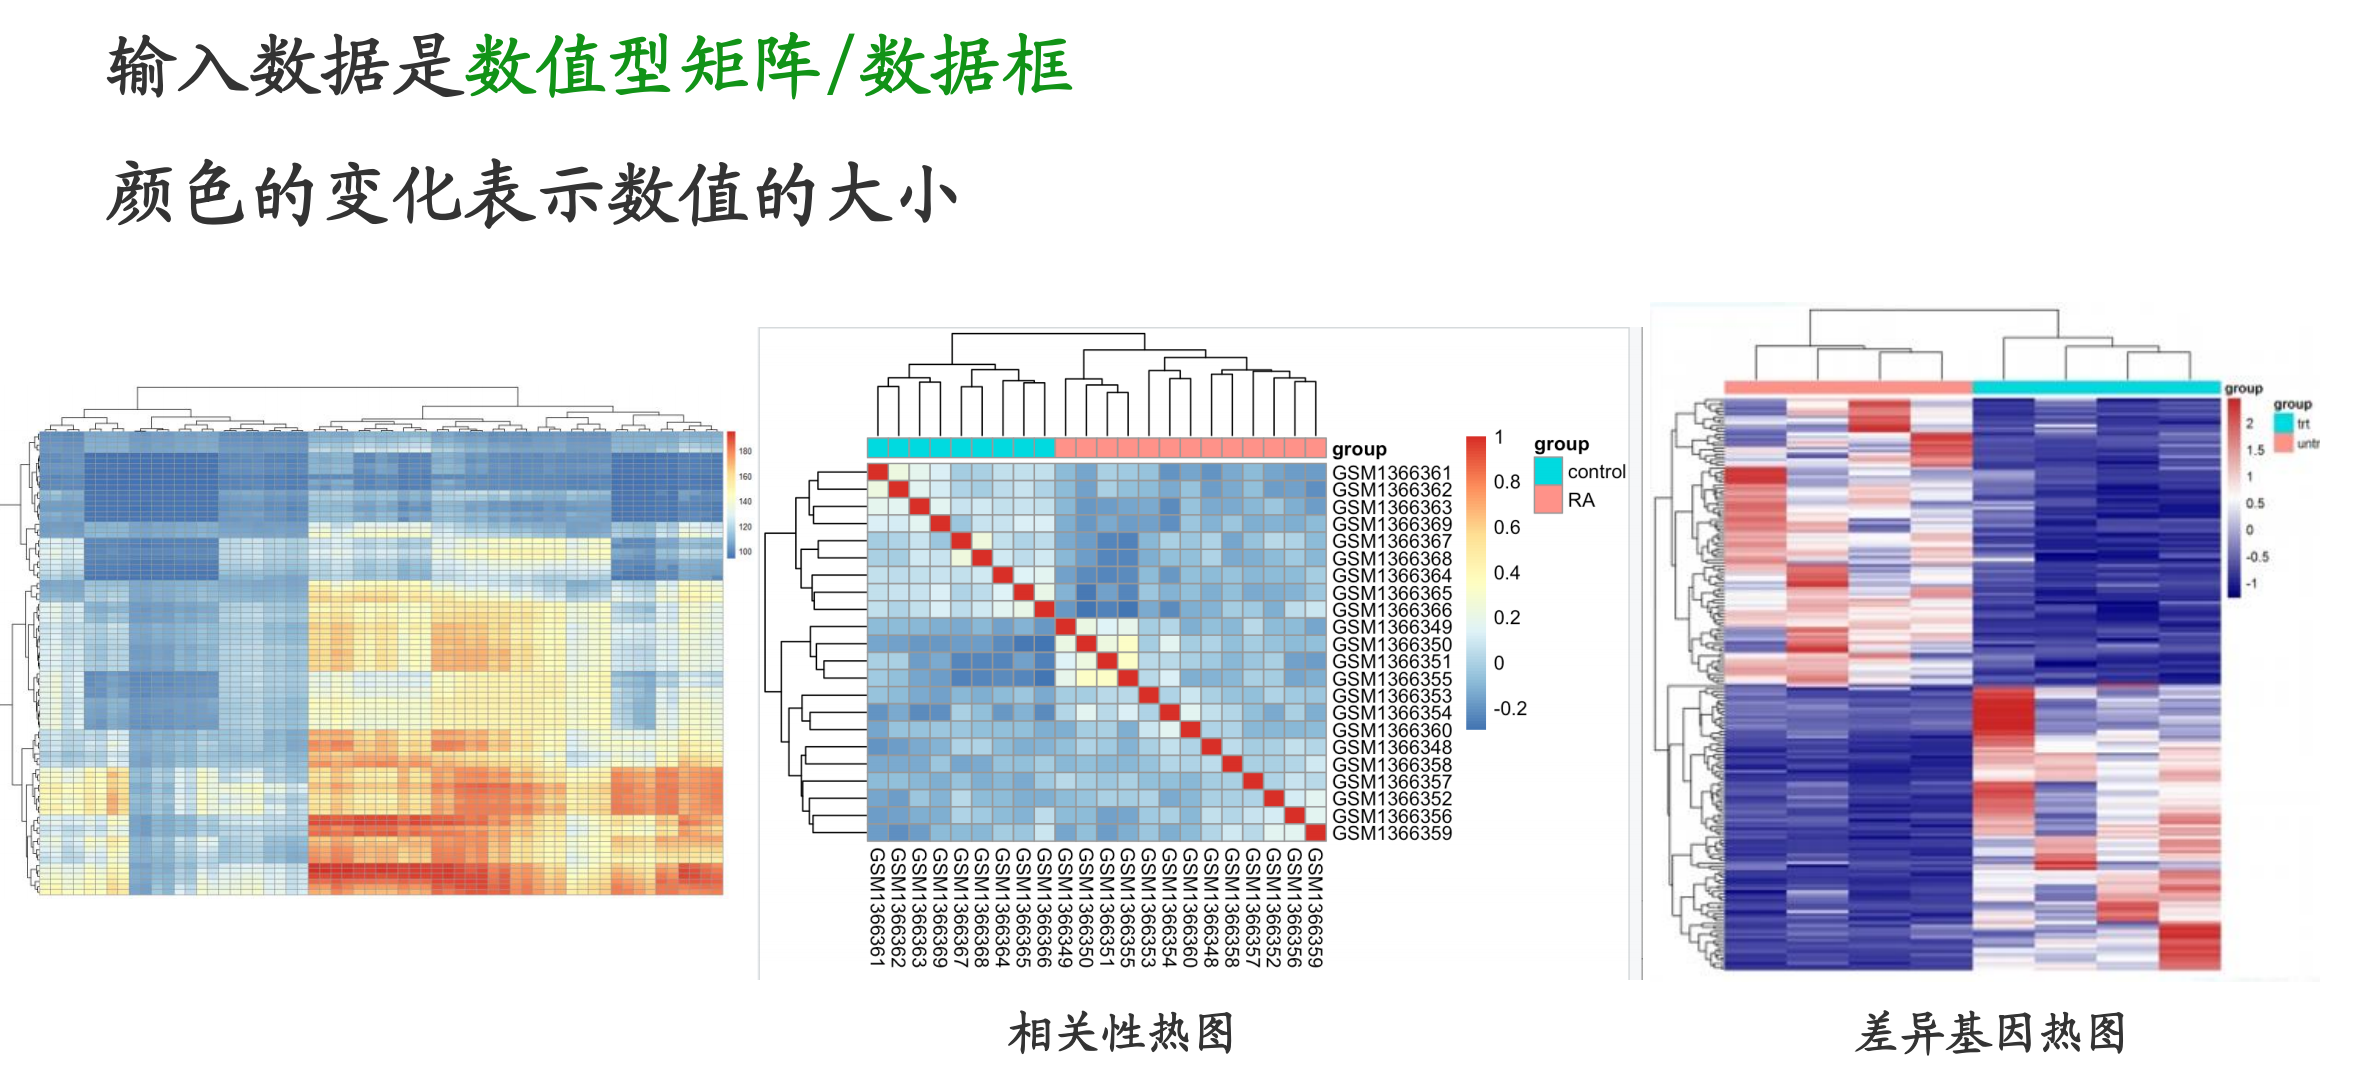 输入数据是数值型矩阵/数据框
颜色的变化表示数值的大小
180
160
140
120
100
group
GSM1366361
GSM1366362
GSM1366363
GSM1366369
GSM1366367
GSM1366368
GSM1366364
GSM1366365
GSM1366366
GSM1366349
GSM1366350
GSM1366351
GSM1366355
GSM1366353
GSM1366354
GSM1366360
GSM1366348
GSM1366358
GSM1366357
GSM1366352
GSM1366356
GSM1366359
GSM1366361
GSM1366362
GSM1366363
GSM1366369
GSM1366367
GSM1366368
GSM1366364
GSM1366365
GSM1366366
GSM1366349
GSM1366350
GSM1366351
GSM1366355
GSM1366353
GSM1366354
GSM1366360
GSM1366348
GSM1366358
GSM1366357
GSM1366352
GSM1366356
GSM1366359
1
0.8
0.6
0.4
0.2
0
-0.2
group
control
RA
group
2
1.5
1
0.5
0
-0.5
-1
group
trt
untr
相关性热图
差异基因热图